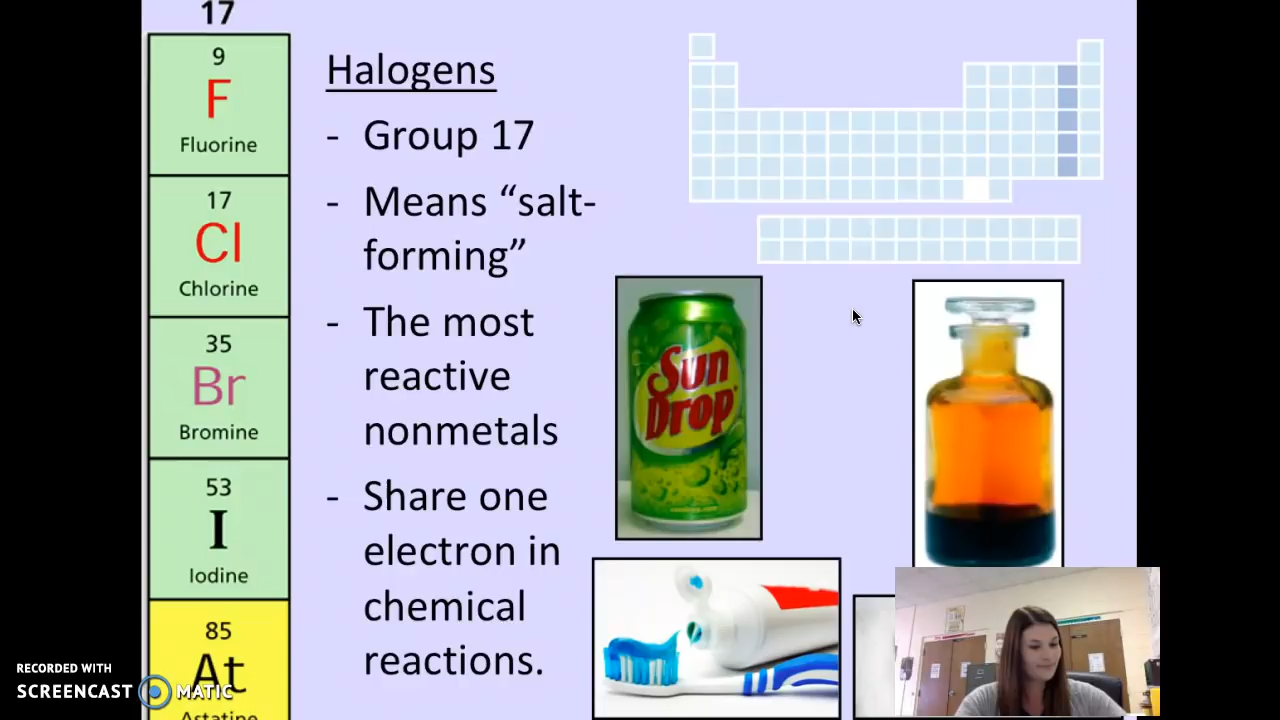 17
9
F
Fluorine
17
Cl
Chlorine
35
Br
Bromine
53
I
Iodine
85
At
Astatine
Halogens
- Group 17
- Means “salt-
forming”
- The most
reactive
nonmetals
- Share one
electron in
chemical
reactions.
Sun
Drop
RECORDED WITH
SCREENCAST MATIC